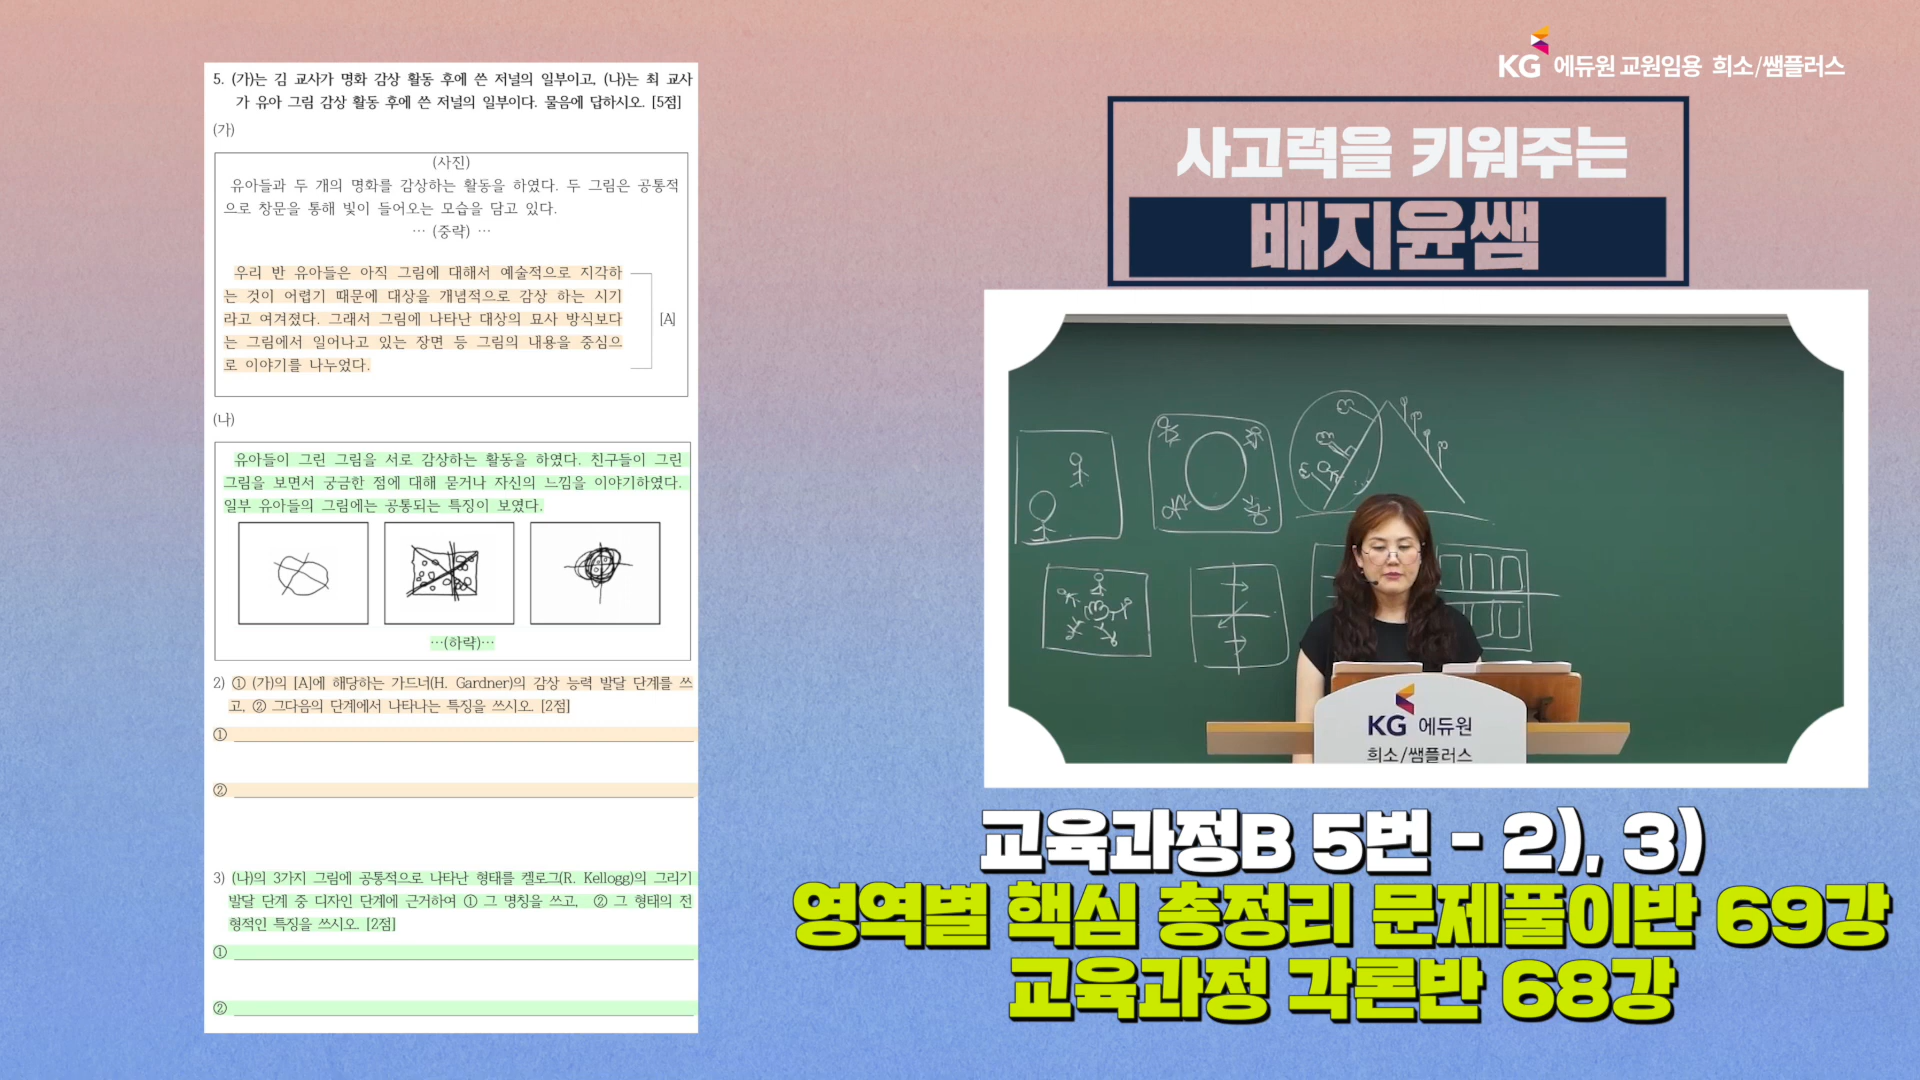 KG 에듀원 교원임용 희소/쌤플러스
5. (가)는 김 교사가 명화 감상 활동 후에 쓴 저널의 일부이고, (나)는 최 교사
가 유아 그림 감상 활동 후에 쓴 저널의 일부이다. 물음에 답하시오. [5점]
(가)
(사진)
유아들과 두 개의 명화를 감상하는 활동을 하였다. 두 그림은 공통적
으로 창문을 통해 빛이 들어오는 모습을 담고 있다.
… (중략) …
우리 반 유아들은 아직 그림에 대해서 예술적으로 지각하
는 것이 어렵기 때문에 대상을 개념적으로 감상 하는 시기
라고 여겨졌다. 그래서 그림에 나타난 대상의 묘사 방식보다
는 그림에서 일어나고 있는 장면 등 그림의 내용을 중심으
로 이야기를 나누었다.
[A]
(나)
유아들이 그린 그림을 서로 감상하는 활동을 하였다. 친구들이 그린
그림을 보면서 궁금한 점에 대해 묻거나 자신의 느낌을 이야기하였다.
일부 유아들의 그림에는 공통되는 특징이 보였다.
…(하략)…
2) ① (가)의 [A]에 해당하는 가드너(H. Gardner)의 감상 능력 발달 단계를 쓰
고, ② 그다음의 단계에서 나타나는 특징을 쓰시오. [2점]
①
②
3) (나)의 3가지 그림에 공통적으로 나타난 형태를 켈로그(R. Kellogg)의 그리기
발달 단계 중 디자인 단계에 근거하여 ① 그 명칭을 쓰고, ② 그 형태의 전
형적인 특징을 쓰시오. [2점]
①
②
사고력을 키워주는
배지윤쌤
KG 에듀원
희소/쌤플러스
교육과정B 5번 - 2), 3)
영역별 핵심 총정리 문제풀이반 69강
교육과정 각론반 68강